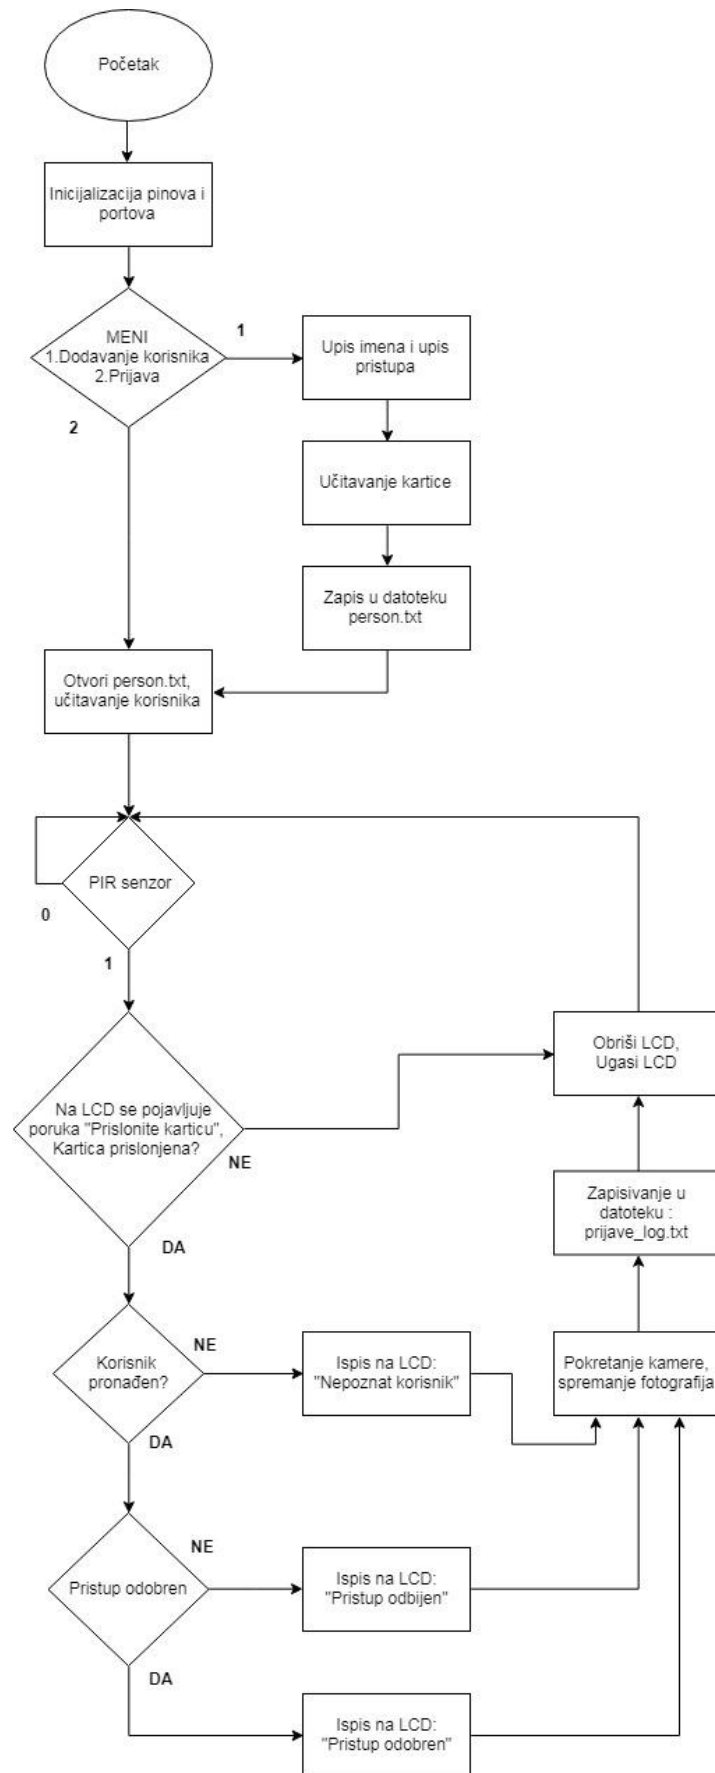 Početak
Inicijalizacija pinova i
portova
MENI
1.Dodavanje korisnika
2.Prijava
1
2
Upis imena i upis
pristupa
Učitavanje kartice
Zapis u datoteku
person.txt
Otvori person.txt,
učitavanje korisnika
PIR senzor
0
1
Na LCD se pojavljuje
poruka "Prislonite karticu",
Kartica prislonjena?
NE
DA
Obriši LCD,
Ugasi LCD
Zapisivanje u
datoteku :
prijave_log.txt
Pokretanje kamere,
spremanje fotografija
Korisnik
pronađen?
NE
DA
Ispis na LCD:
"Nepoznat korisnik"
Pristup odobren
NE
DA
Ispis na LCD:
"Pristup odbijen"
Ispis na LCD:
"Pristup odobren"